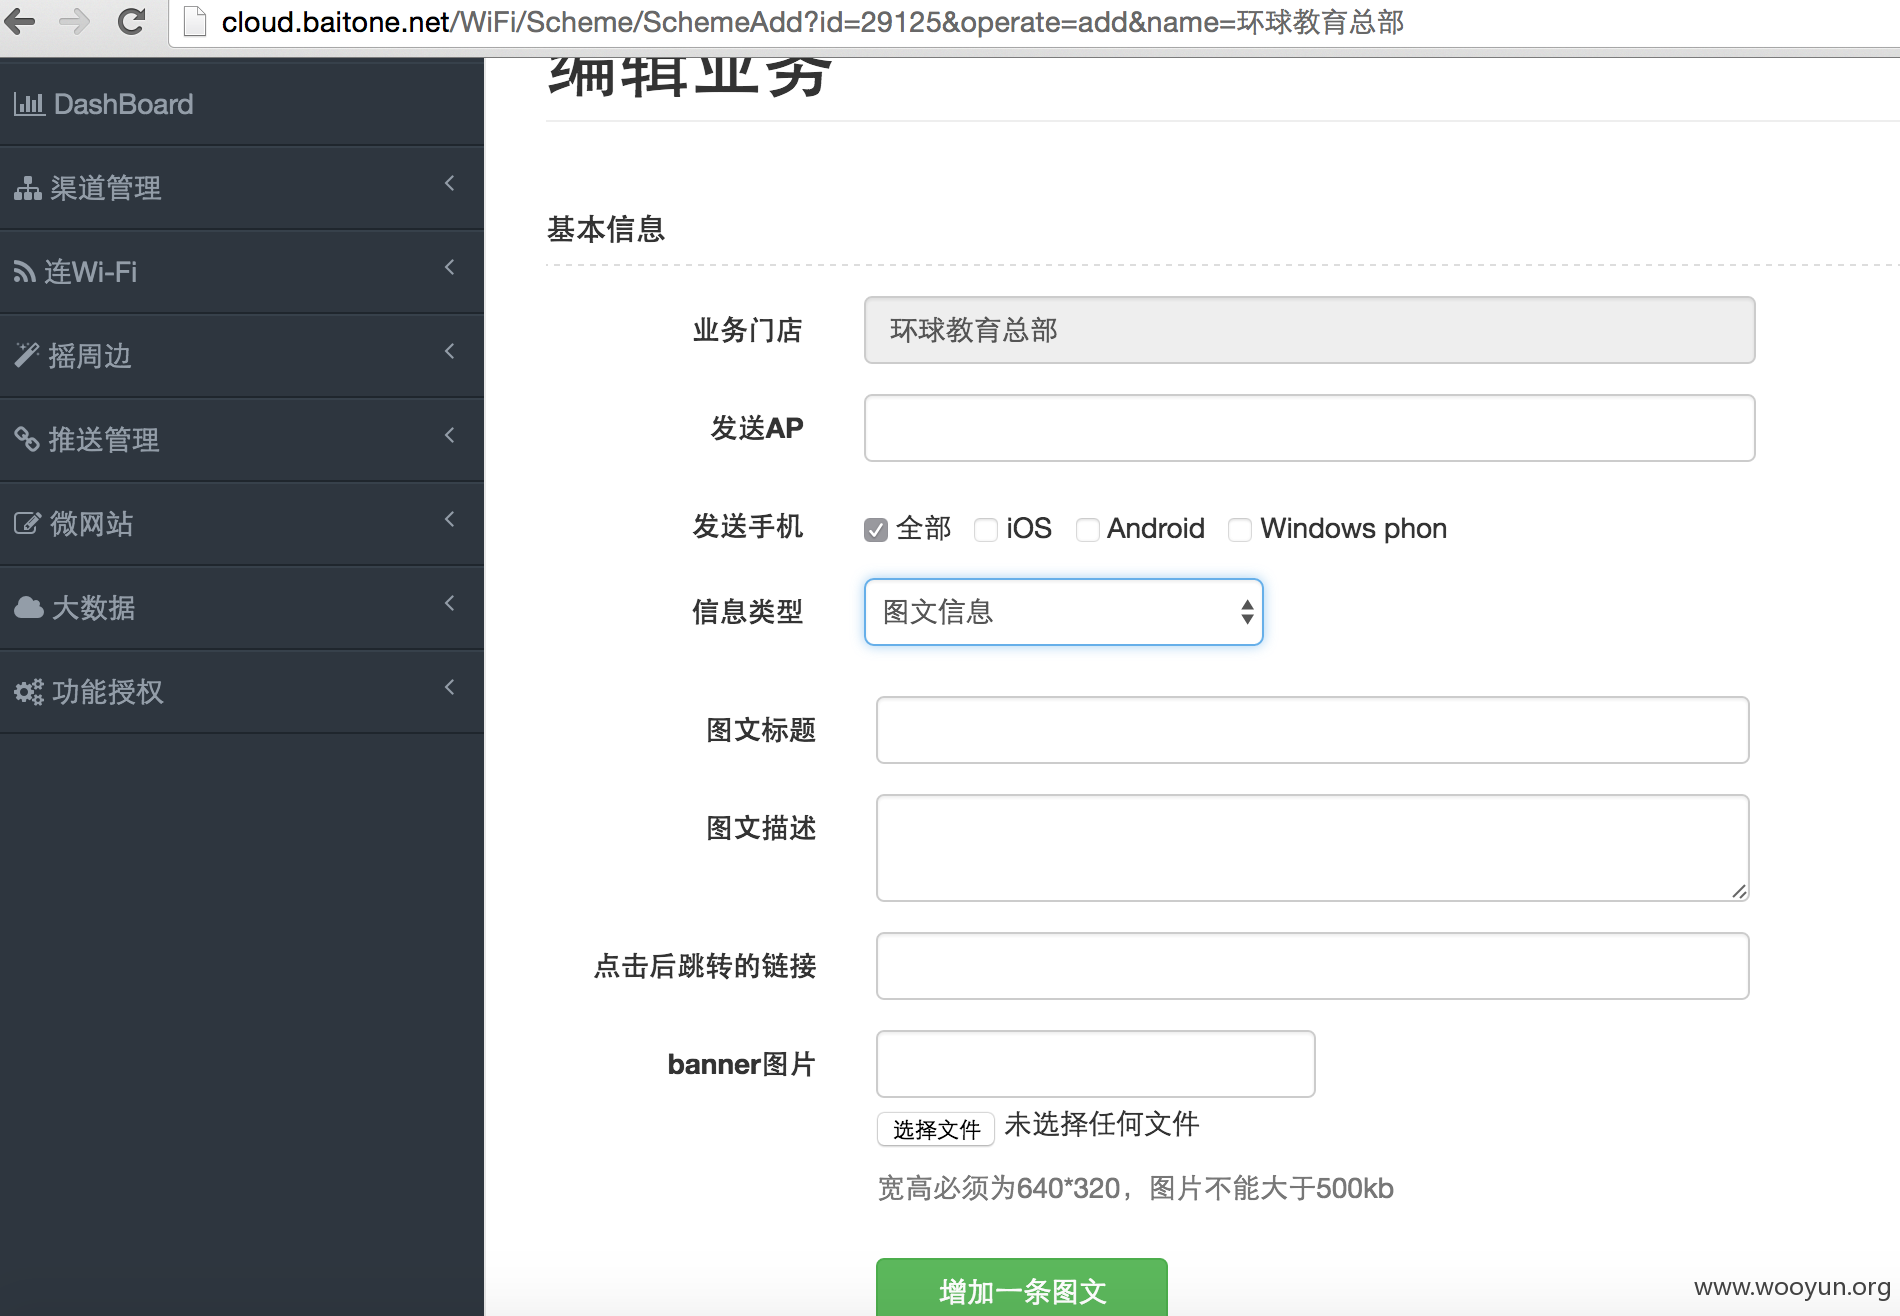 cloud.baitone.net/WiFi/Scheme/SchemeAdd?id=29125&operate=add&name=环球教育总部
DashBoard
渠道管理
连Wi-Fi
摇周边
推送管理
微网站
大数据
功能授权
编辑业务
基本信息
业务门店 环球教育总部
发送AP
发送手机 全部 iOS Android Windows phon
信息类型 图文信息
图文标题
图文描述
点击后跳转的链接
banner图片
选择文件 未选择任何文件
宽高必须为640*320，图片不能大于500kb
增加一条图文
www.wooyun.org